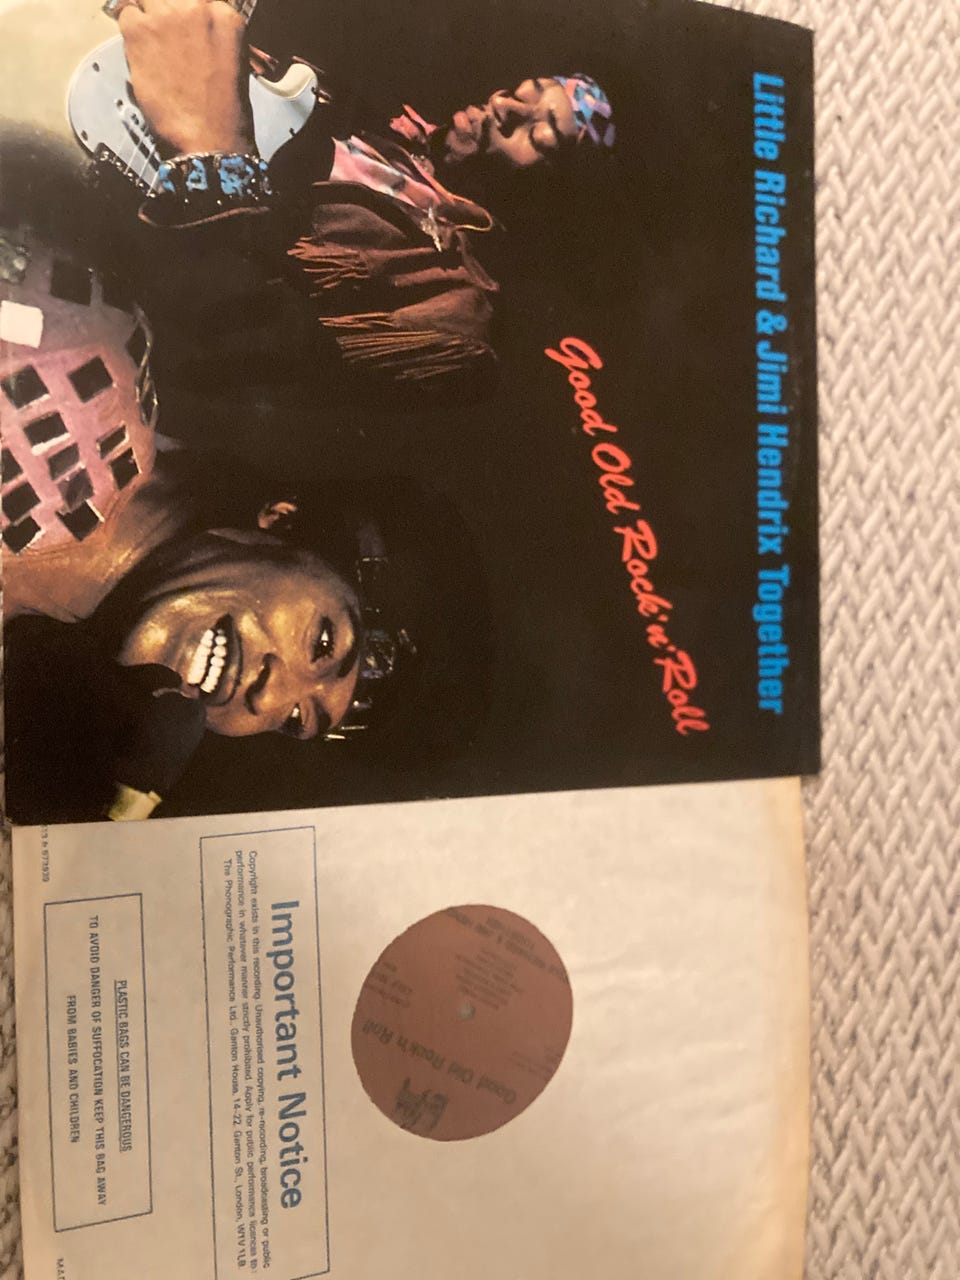 Little Richard & Jimi Hendrix Together
Good Old Rock'n'Roll
Important Notice
Copyright exists in this recording. Unauthorised copying, re-recording, broadcasting or public
performance in whatever manner strictly prohibited. Apply for public performance licences to:
The Phonographic Performance Ltd., Ganton House, 14-22, Ganton St., London, W1V 1LB.
PLASTIC BAGS CAN BE DANGEROUS
TO AVOID DANGER OF SUFFOCATION KEEP THIS BAG AWAY
FROM BABIES AND CHILDREN
Good Old Rock'n Roll